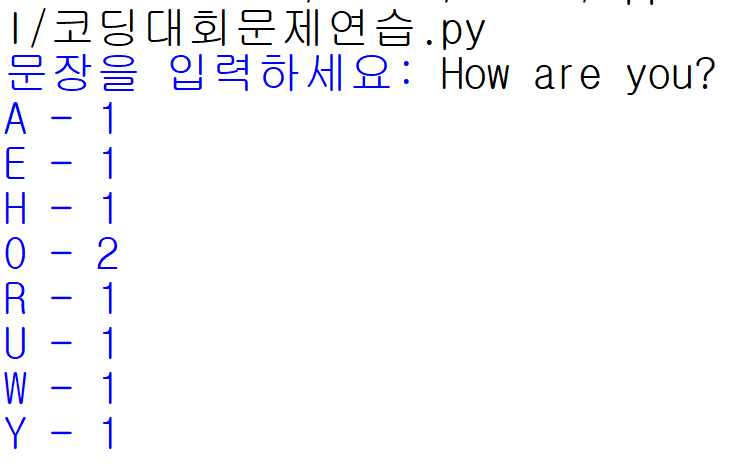 l/코딩대회문제연습.py
문장을 입력하세요: How are you?
A - 1
E - 1
H - 1
O - 2
R - 1
U - 1
W - 1
Y - 1